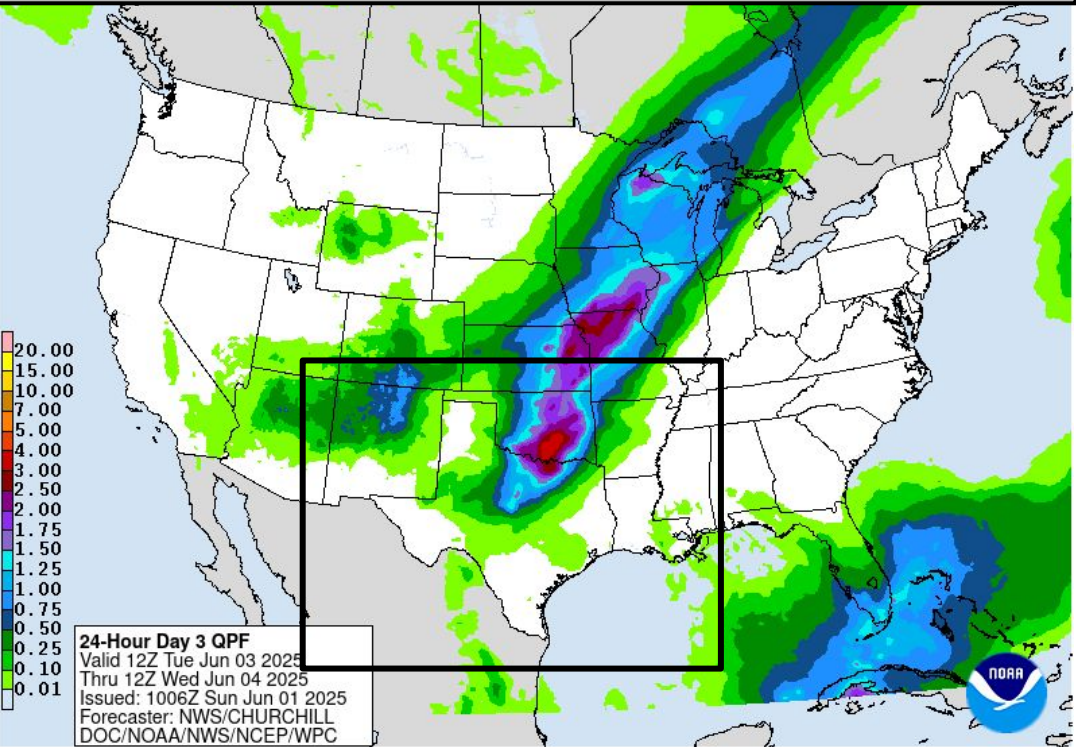 20.00
15.00
10.00
7.00
5.00
4.00
3.00
2.50
2.00
1.75
1.50
1.25
1.00
0.75
0.50
0.25
0.10
0.01
24-Hour Day 3 QPF
Valid 12Z Tue Jun 03 2025
Thru 12Z Wed Jun 04 2025
Issued: 1006Z Sun Jun 01 2025
Forecaster: NWS/CHURCHILL
DOC/NOAA/NWS/NCEP/WPC
NOAA